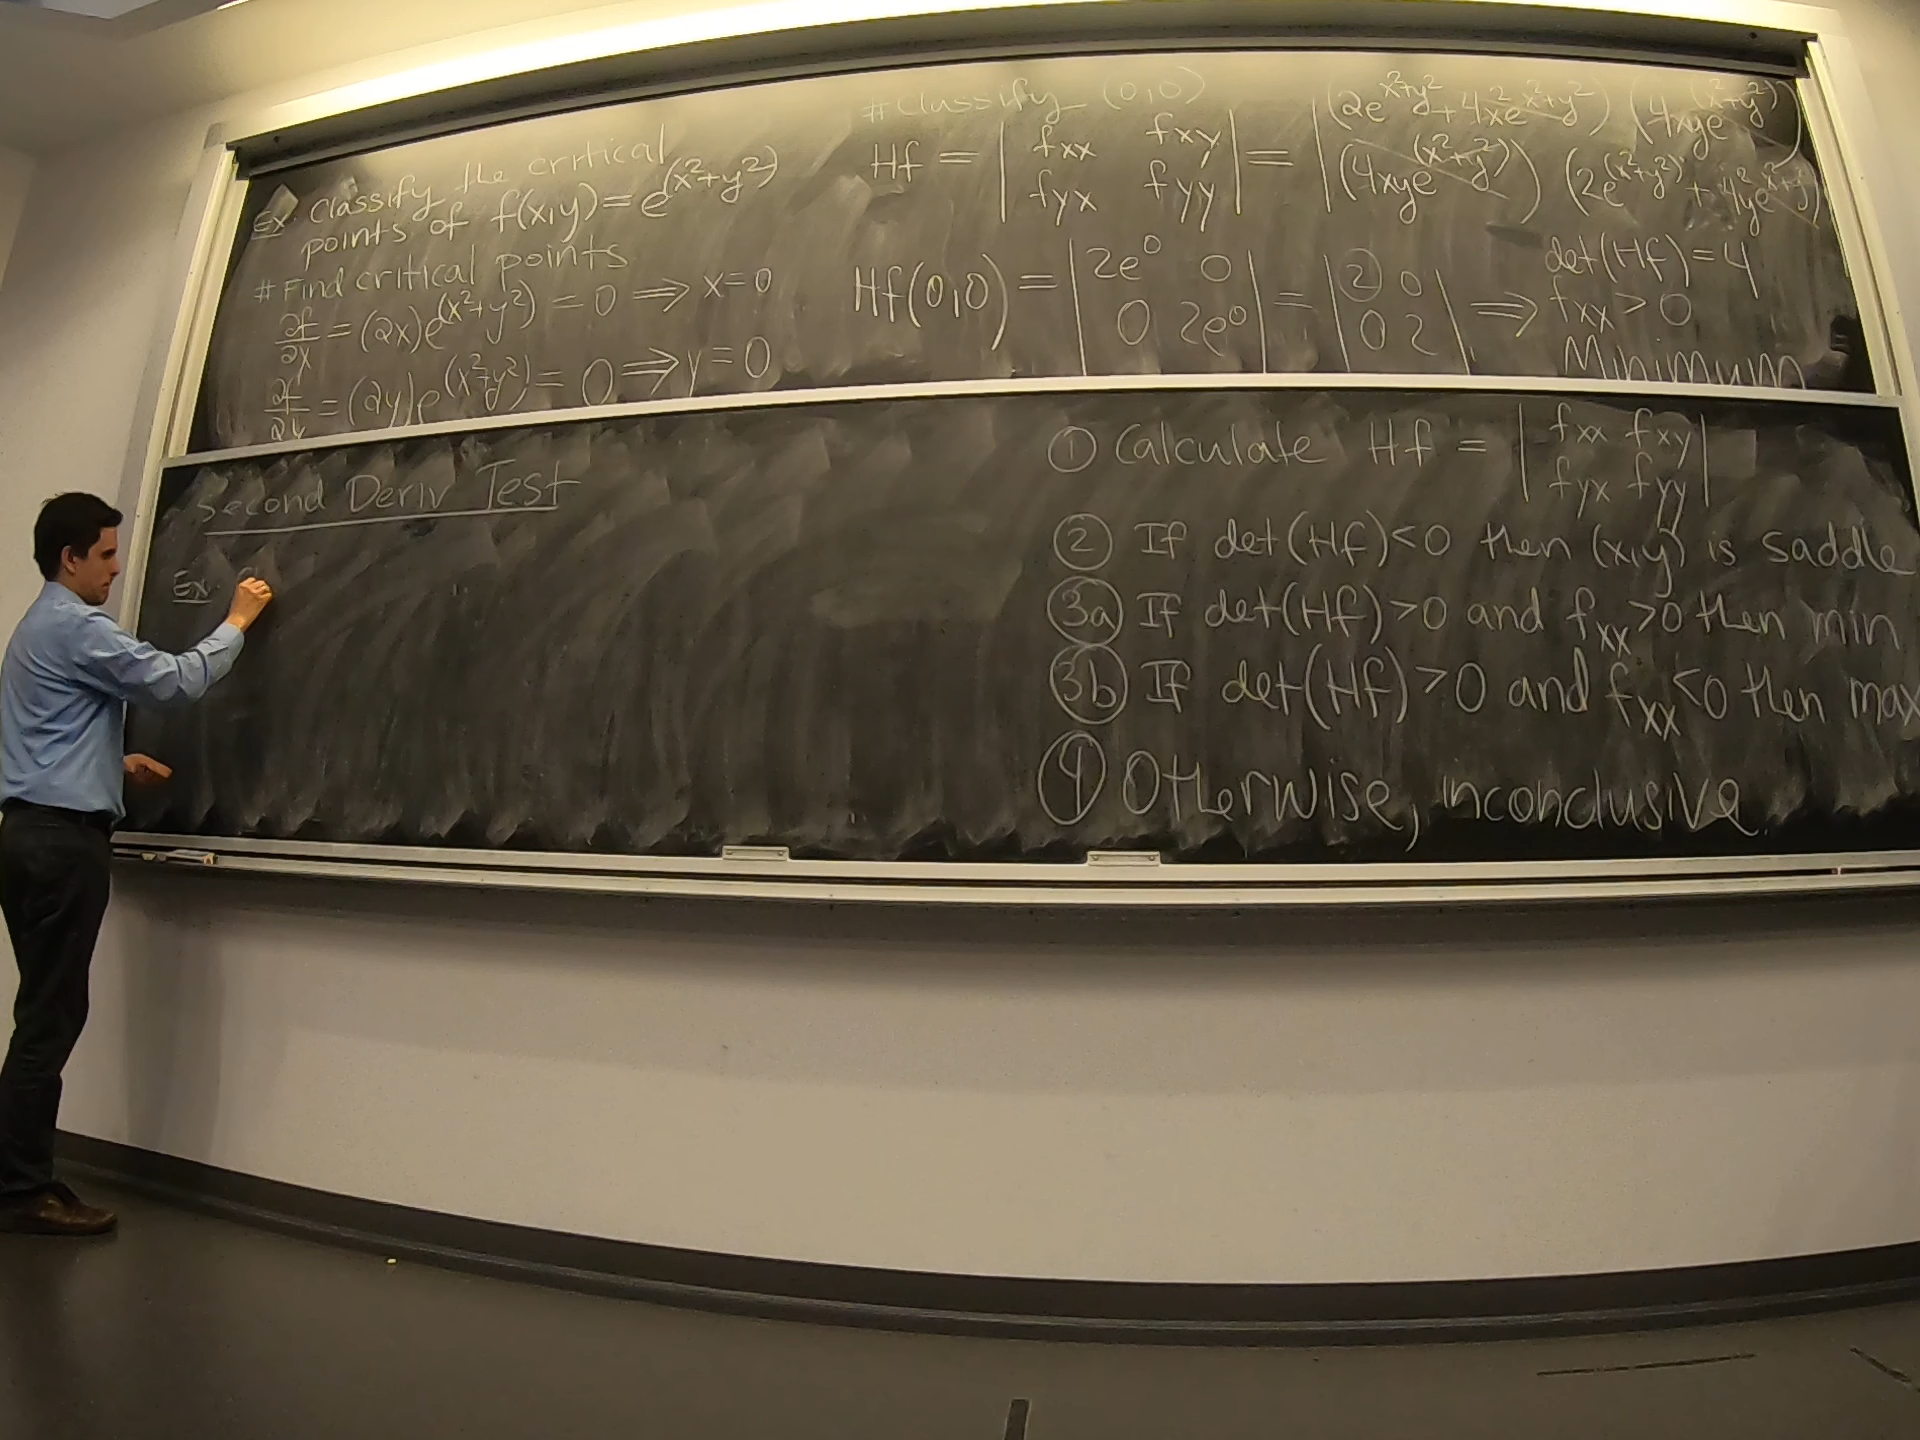 Ex. Classify the critical
points of f(x,y) = e^(x²+y²)
# Find critical points
∂f/∂x = (2x)e^(x²+y²) = 0 ⟹ x=0
∂f/∂y = (2y)e^(x²+y²) = 0 ⟹ y=0
# Classify (0,0)
Hf = | fxx fxy | = | (2e^(x²+y²) + 4x²e^(x²+y²)) (4xye^(x²+y²)) |
| fyx fyy | | (4xye^(x²+y²)) (2e^(x²+y²) + 4y²e^(x²+y²)) |
Hf(0,0) = | 2e⁰ 0 | = | 2 0 | ⟹ det(Hf)=4
| 0 2e⁰ | | 0 2 | fxx > 0
Minimum
Second Deriv Test
Ex.
① Calculate Hf = | fxx fxy |
| fyx fyy |
② If det(Hf)<0 then (x,y) is saddle
③a If det(Hf)>0 and fxx>0 then min
③b If det(Hf)>0 and fxx<0 then max
④ Otherwise, inconclusive.